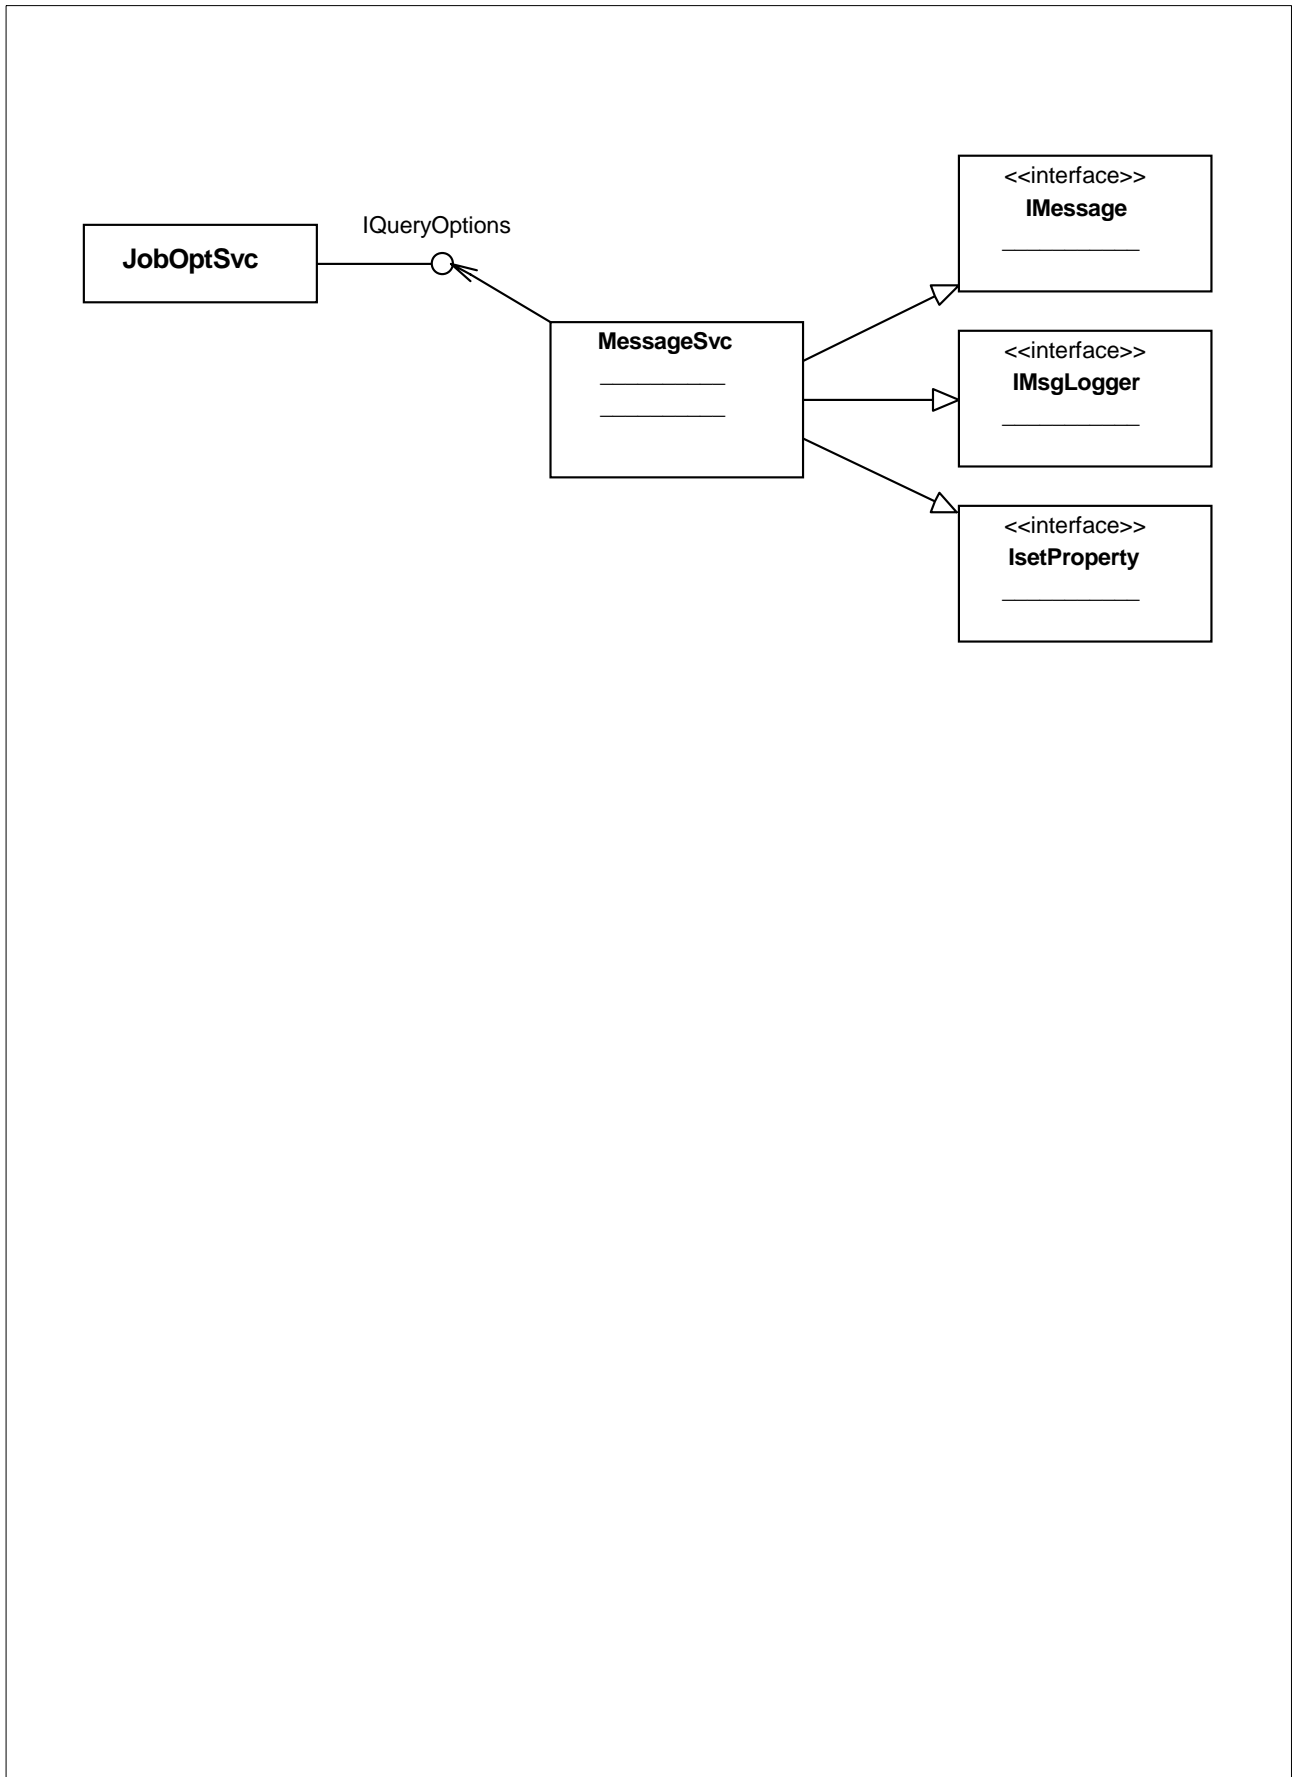 JobOptSvc
IQueryOptions
MessageSvc
<<interface>>
IMessage
<<interface>>
IMsgLogger
<<interface>>
IsetProperty